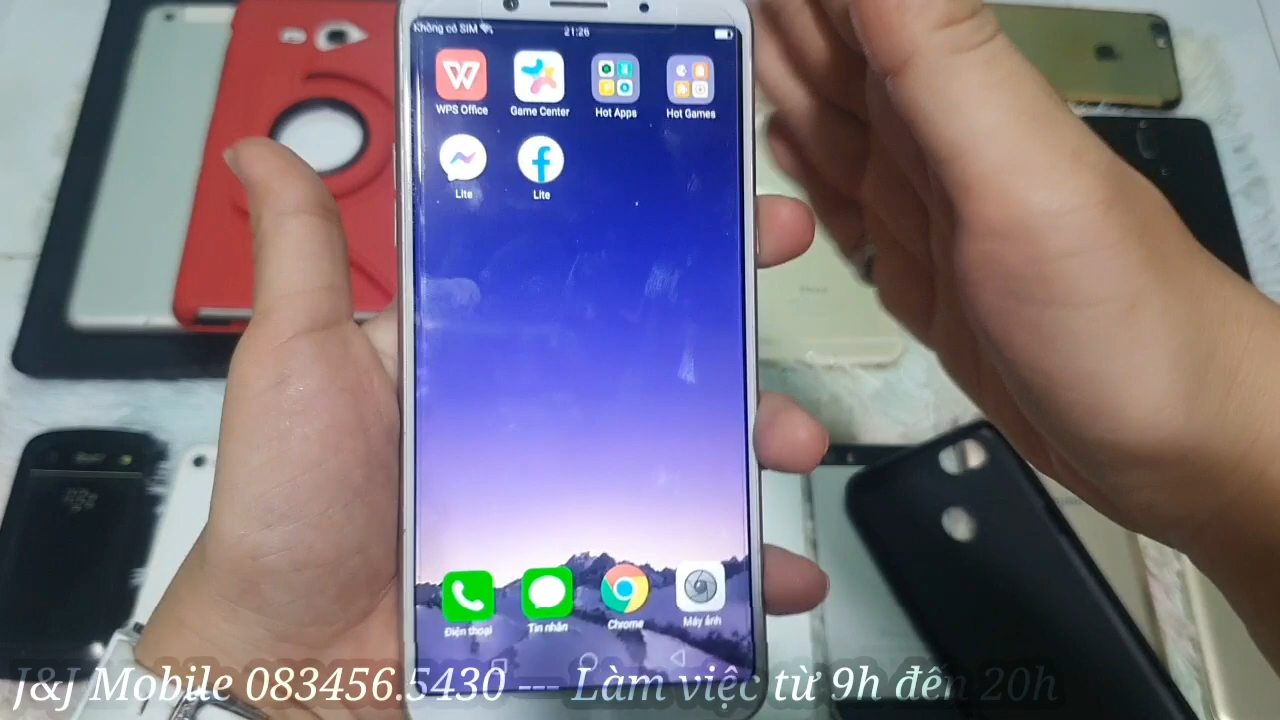 Không có SIM
21:26
WPS Office
Game Center
Hot Apps
Hot Games
Lite
Lite
Điện thoại
Tin nhắn
Chrome
Máy ảnh
J&J Mobile 083456.5430 --- Làm việc từ 9h đến 20h